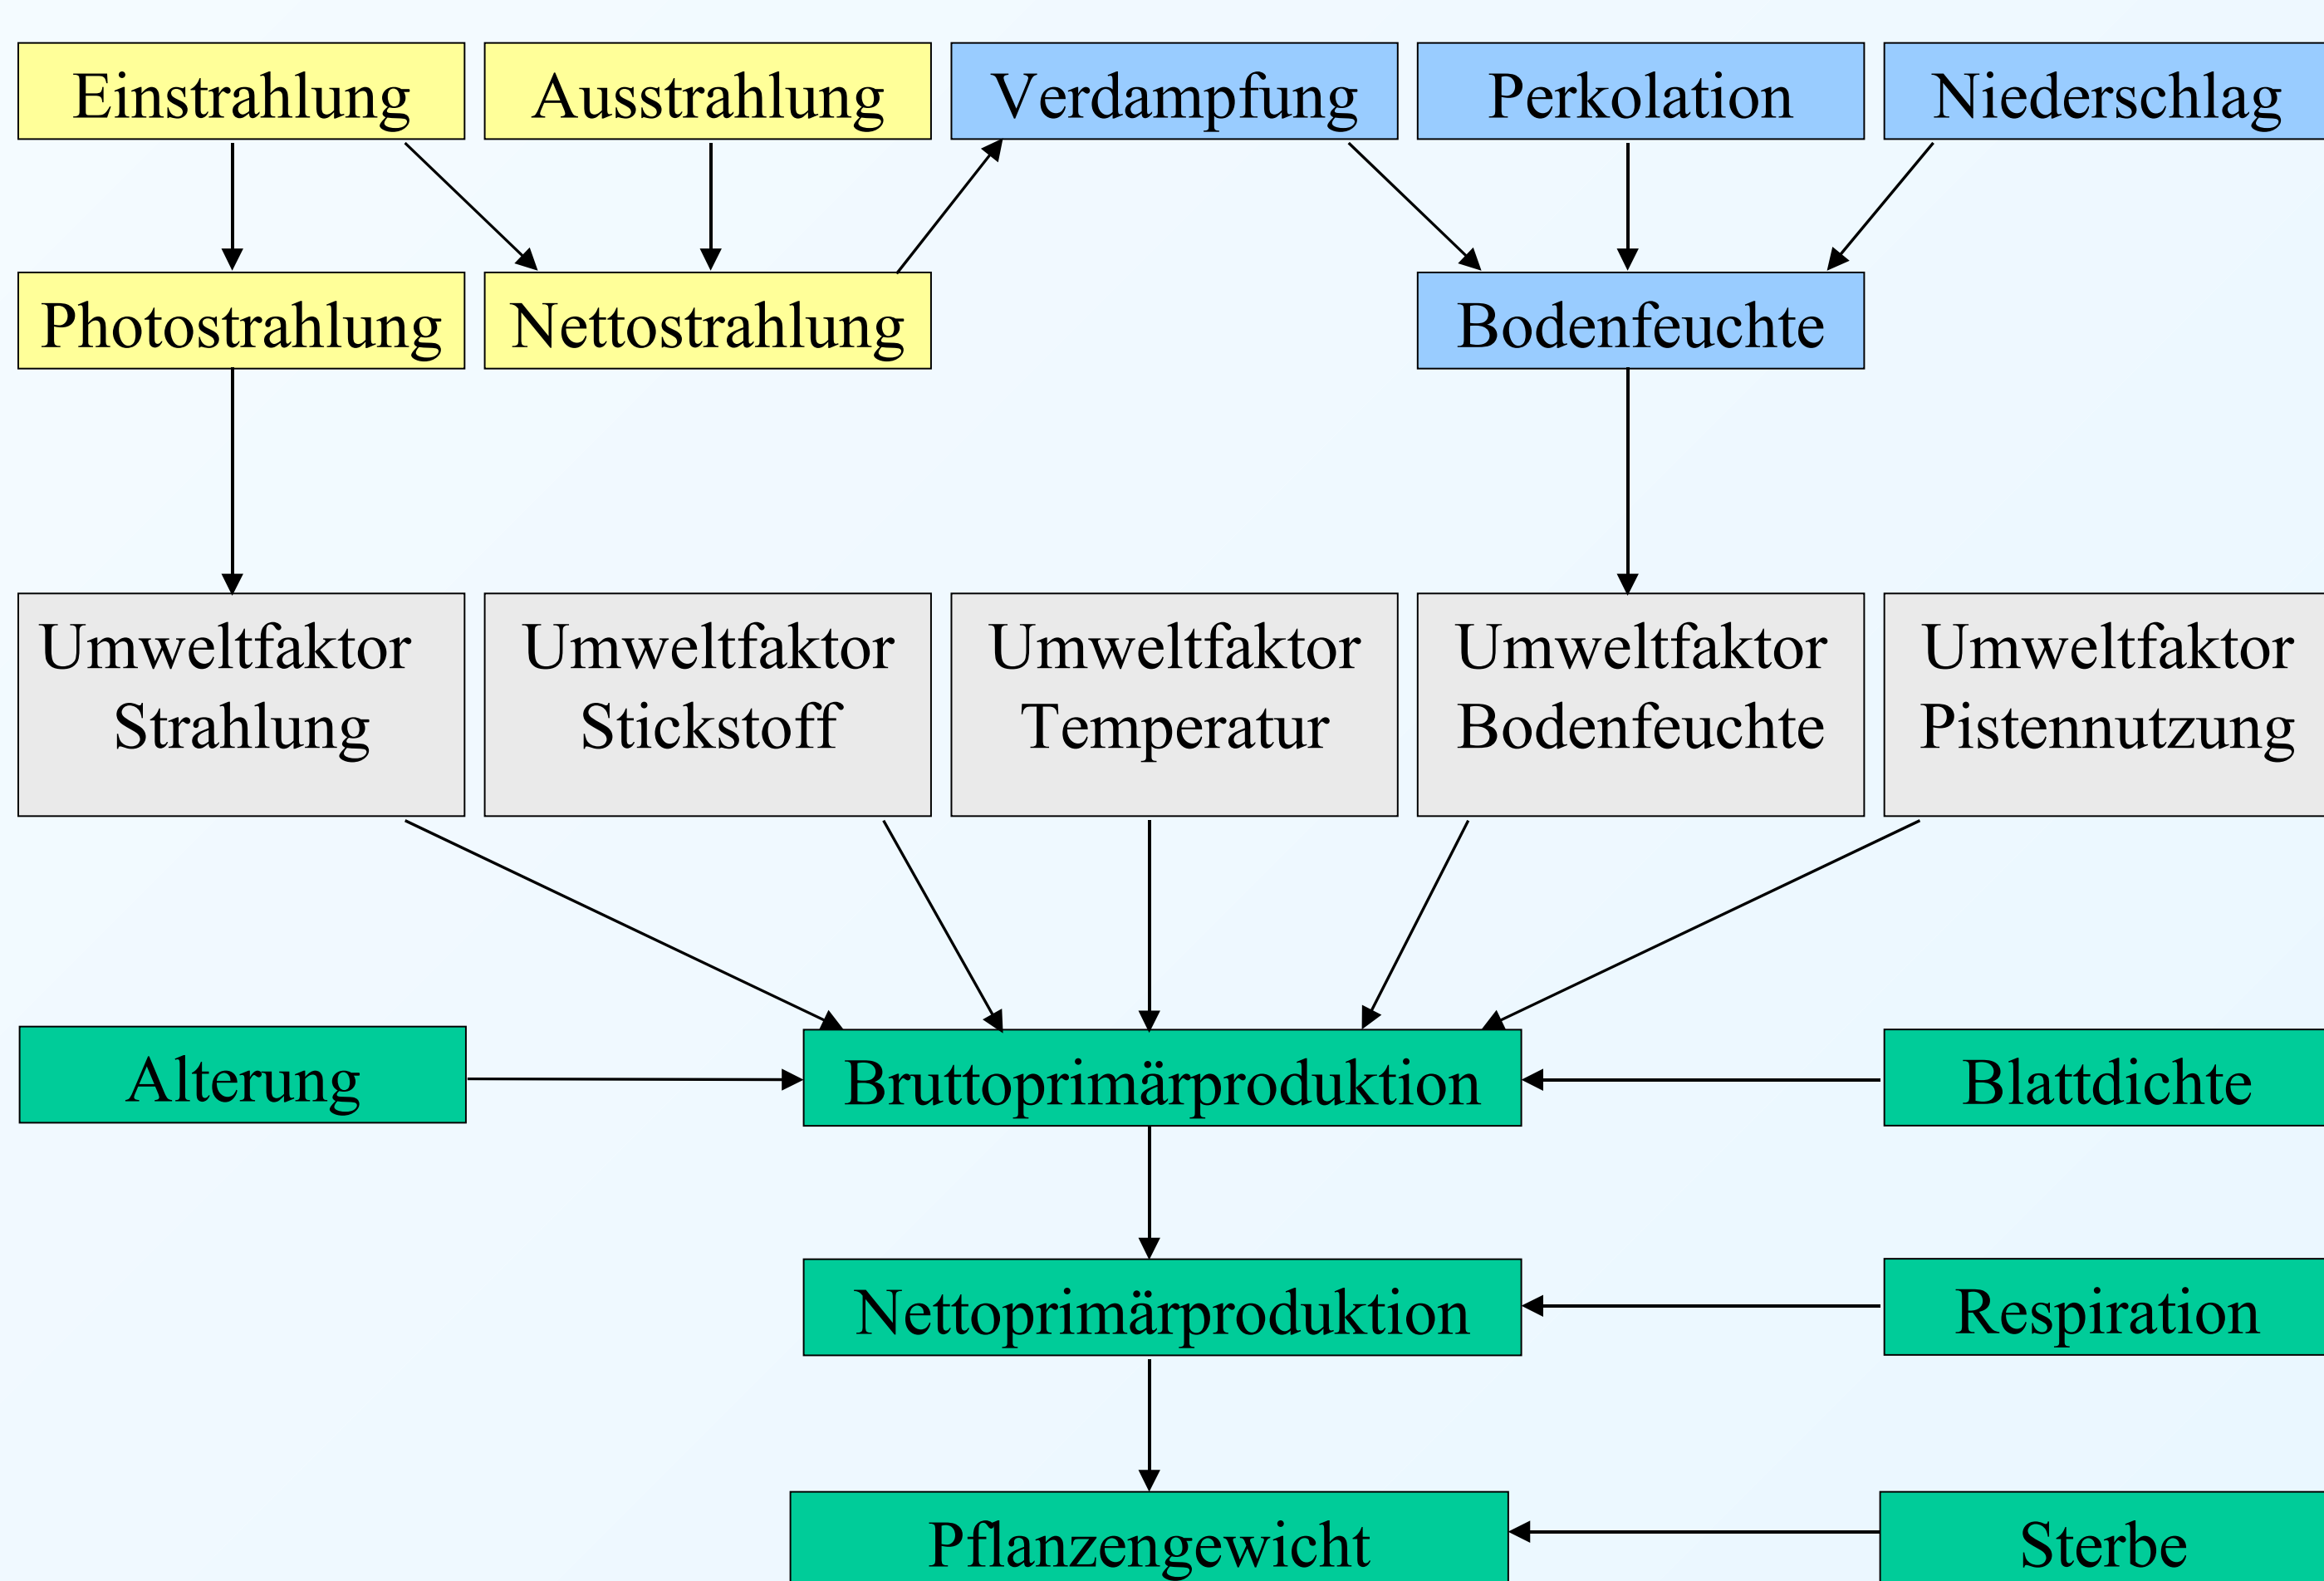 Einstrahlung
Ausstrahlung
Verdampfung
Perkolation
Niederschlag
Photostrahlung
Nettostrahlung
Bodenfeuchte
Umweltfaktor
Strahlung
Umweltfaktor
Stickstoff
Umweltfaktor
Temperatur
Umweltfaktor
Bodenfeuchte
Umweltfaktor
Pistennutzung
Alterung
Bruttoprimärproduktion
Blattdichte
Nettoprimärproduktion
Respiration
Pflanzengewicht
Sterbe